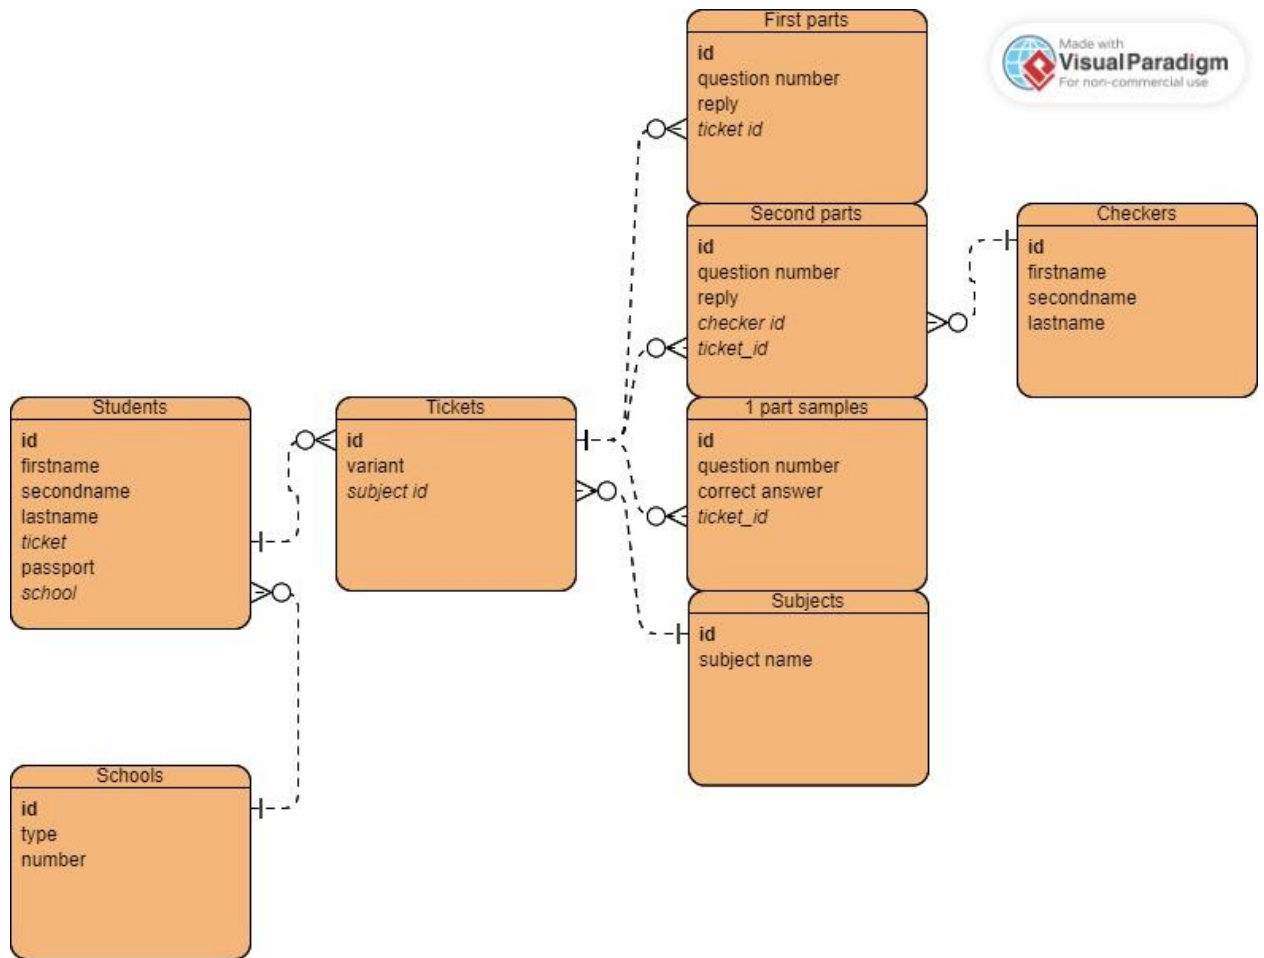 First parts
id
question number
reply
ticket id
Made with
Visual Paradigm
For non-commercial use
Second parts
id
question number
reply
checker id
ticket_id
Checkers
id
firstname
secondname
lastname
Students
id
firstname
secondname
lastname
ticket
passport
school
Tickets
id
variant
subject id
1 part samples
id
question number
correct answer
ticket_id
Subjects
id
subject name
Schools
id
type
number